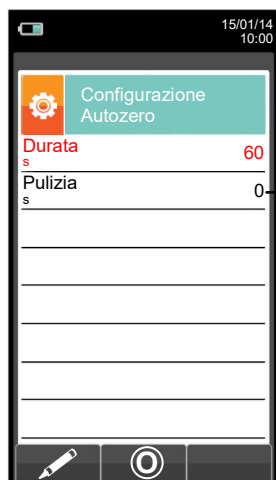 15/01/14
10:00
Configurazione
Autozero
Durata
s
60
Pulizia
s
0